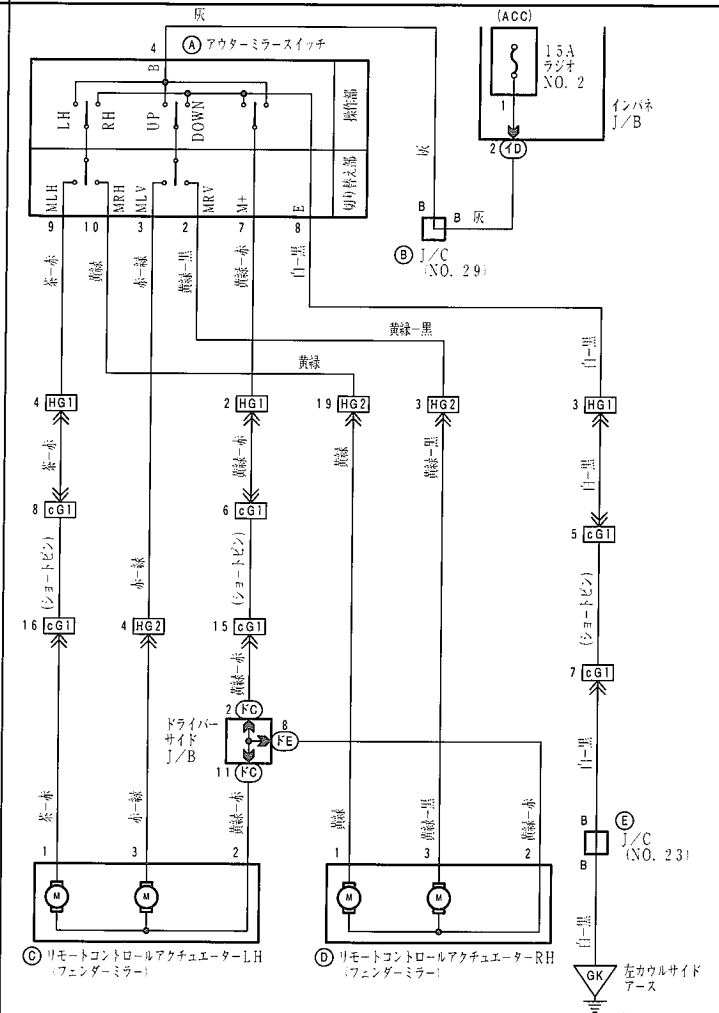 灰
(ACC)
4
A アウターミラースイッチ
B
15A
ラジオ
NO. 2
1
インパネ
J/B
2 イD
LH
RH
UP
DOWN
操作部
切り替え部
MLH
MRH
MLV
MRV
M+
E
9
10
3
2
7
8
灰
B
B
灰
B J/C
(NO. 29)
茶-赤
黄緑
赤-緑
黄緑-黒
黄緑-赤
白-黒
黄緑-黒
黄緑
白-黒
4 HG1
2 HG1
19 HG2
3 HG2
3 HG1
茶-赤
黄緑-赤
黄緑
黄緑-黒
白-黒
8 cG1
6 cG1
5 cG1
(ショートピン)
赤-緑
(ショートピン)
(ショートピン)
16 cG1
4 HG2
15 cG1
7 cG1
黄緑-赤
白-黒
2 ドC
ドライバー
サイド
J/B
8
ドE
11 ドC
茶-赤
赤-緑
黄緑-赤
黄緑
黄緑-黒
黄緑-赤
B
E
J/C
(NO. 23)
B
1
3
2
1
3
2
M
M
M
M
白-黒
C リモートコントロールアクチュエーターLH
(フェンダーミラー)
D リモートコントロールアクチュエーターRH
(フェンダーミラー)
GK
左カウルサイド
アース